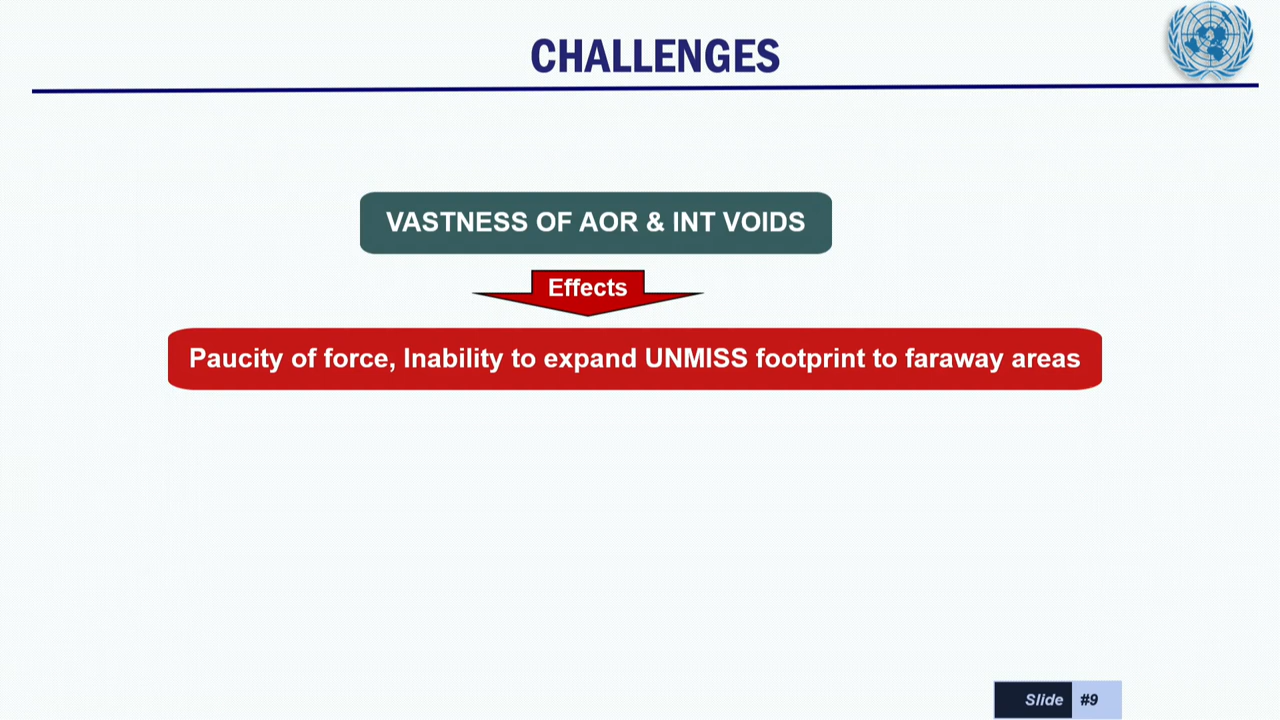 CHALLENGES
VASTNESS OF AOR & INT VOIDS
Effects
Paucity of force, Inability to expand UNMISS footprint to faraway areas
Slide #9